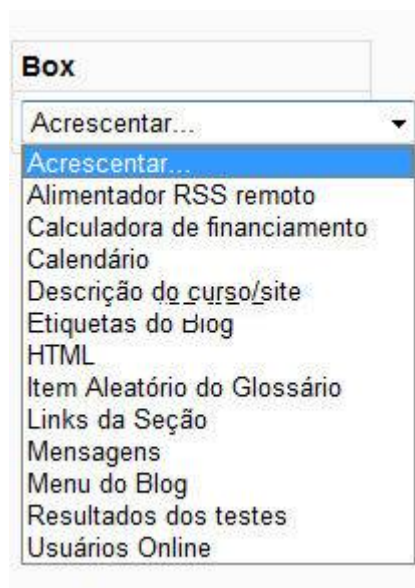 Box
Acrescentar...
Acrescentar...
Alimentador RSS remoto
Calculadora de financiamento
Calendário
Descrição do curso/site
Etiquetas do Blog
HTML
Item Aleatório do Glossário
Links da Seção
Mensagens
Menu do Blog
Resultados dos testes
Usuários Online